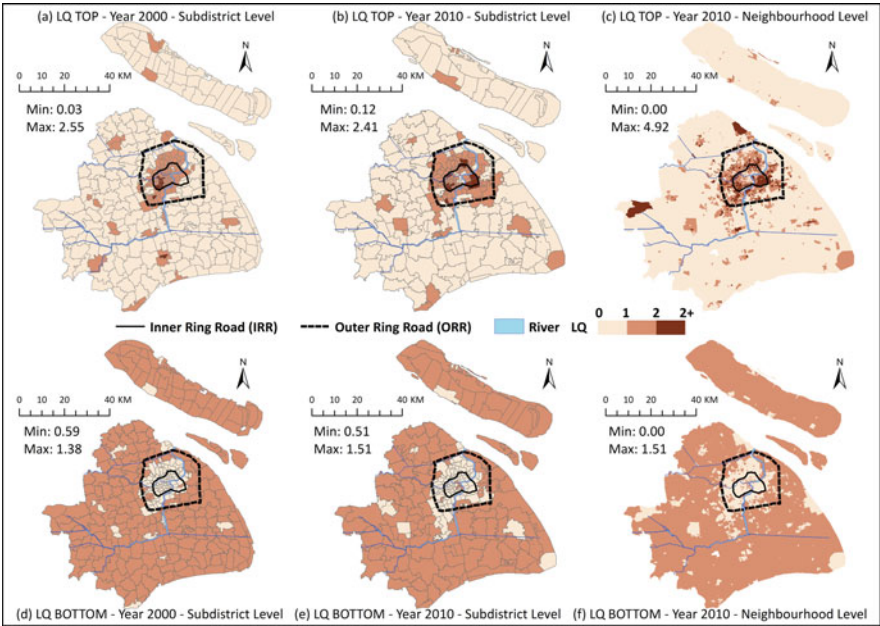 (a) LQ TOP - Year 2000 - Subdistrict Level
(b) LQ TOP - Year 2010 - Subdistrict Level
(c) LQ TOP - Year 2010 - Neighbourhood Level
N
N
N
0 10 20 40 KM
0 10 20 40 KM
0 10 20 40 KM
Min: 0.03
Max: 2.55
Min: 0.12
Max: 2.41
Min: 0.00
Max: 4.92
Inner Ring Road (IRR)
Outer Ring Road (ORR)
River
LQ
0 1 2 2+
N
N
N
0 10 20 40 KM
0 10 20 40 KM
0 10 20 40 KM
Min: 0.59
Max: 1.38
Min: 0.51
Max: 1.51
Min: 0.00
Max: 1.51
(d) LQ BOTTOM - Year 2000 - Subdistrict Level
(e) LQ BOTTOM - Year 2010 - Subdistrict Level
(f) LQ BOTTOM - Year 2010 - Neighbourhood Level